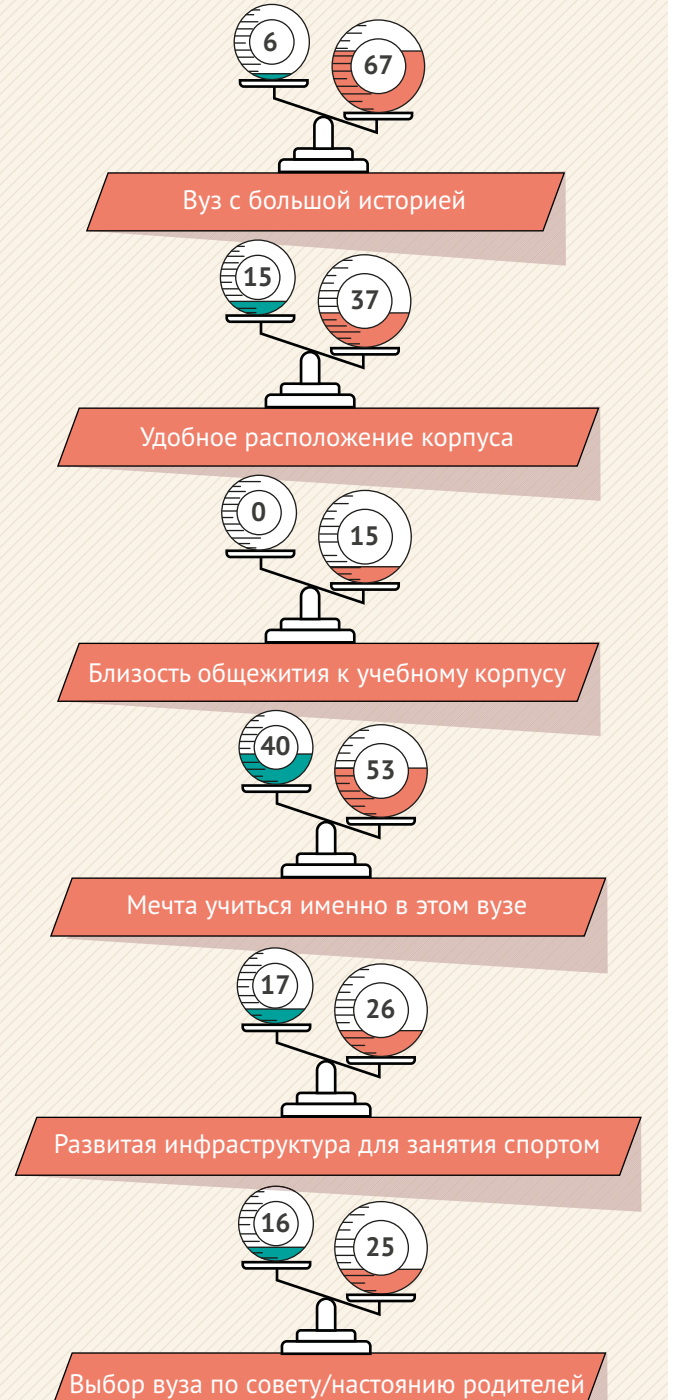 6
67
Вуз с большой историей
15
37
Удобное расположение корпуса
0
15
Близость общежития к учебному корпусу
40
53
Мечта учиться именно в этом вузе
17
26
Развитая инфраструктура для занятия спортом
16
25
Выбор вуза по совету/настоянию родителей